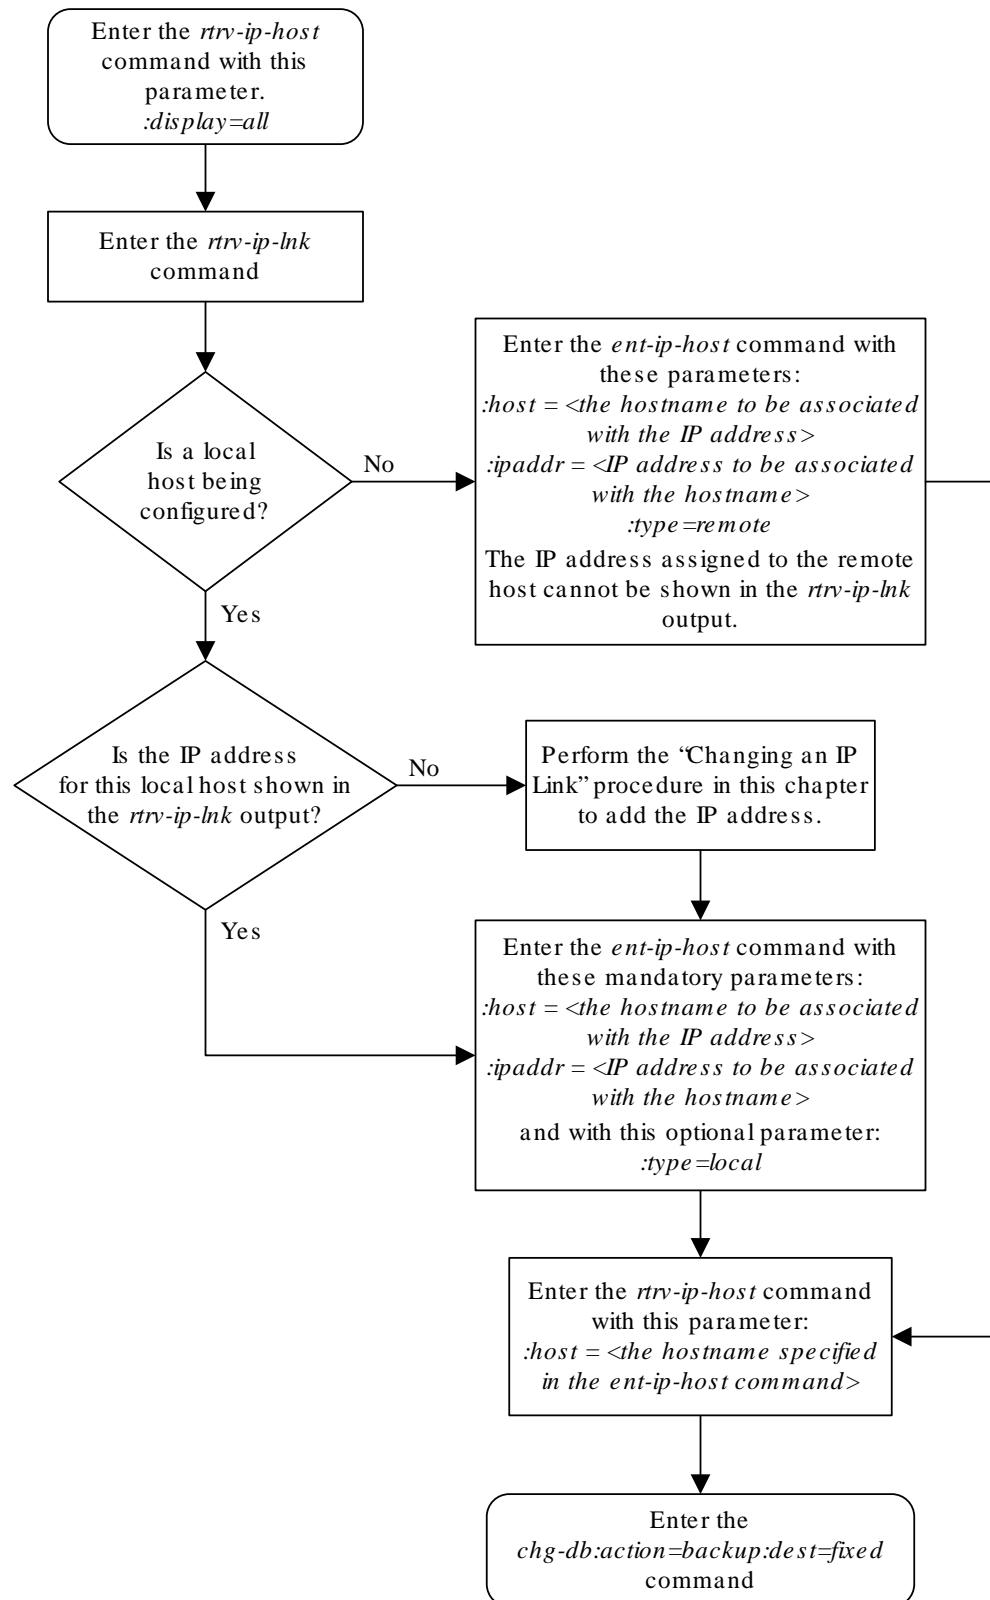 Enter the rtrv-ip-host
command with this
parameter.
:display=all
Enter the rtrv-ip-lnk
command
Is a local
host being
configured?
No
Enter the ent-ip-host command with
these parameters:
:host = <the hostname to be associated
with the IP address>
:ipaddr = <IP address to be associated
with the hostname>
:type=remote
The IP address assigned to the remote
host cannot be shown in the rtrv-ip-lnk
output.
Yes
Is the IP address
for this local host shown in
the rtrv-ip-lnk output?
No
Perform the “Changing an IP
Link” procedure in this chapter
to add the IP address.
Yes
Enter the ent-ip-host command with
these mandatory parameters:
:host = <the hostname to be associated
with the IP address>
:ipaddr = <IP address to be associated
with the hostname>
and with this optional parameter:
:type=local
Enter the rtrv-ip-host command
with this parameter:
:host = <the hostname specified
in the ent-ip-host command>
Enter the
chg-db:action=backup:dest=fixed
command